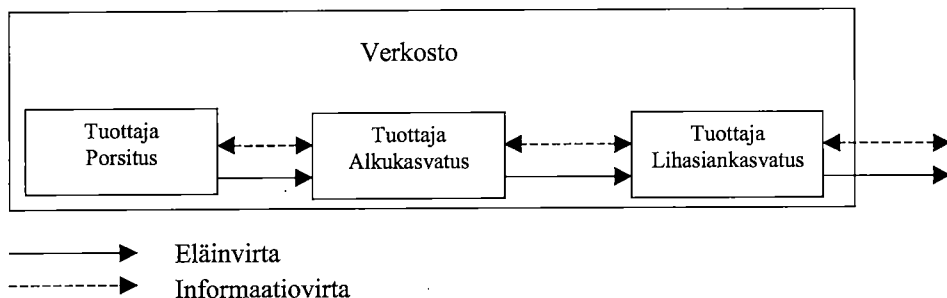 Verkosto
Tuottaja
Porsitus
Tuottaja
Alkukasvatus
Tuottaja
Lihasiankasvatus
Eläinvirta
Informaatiovirta